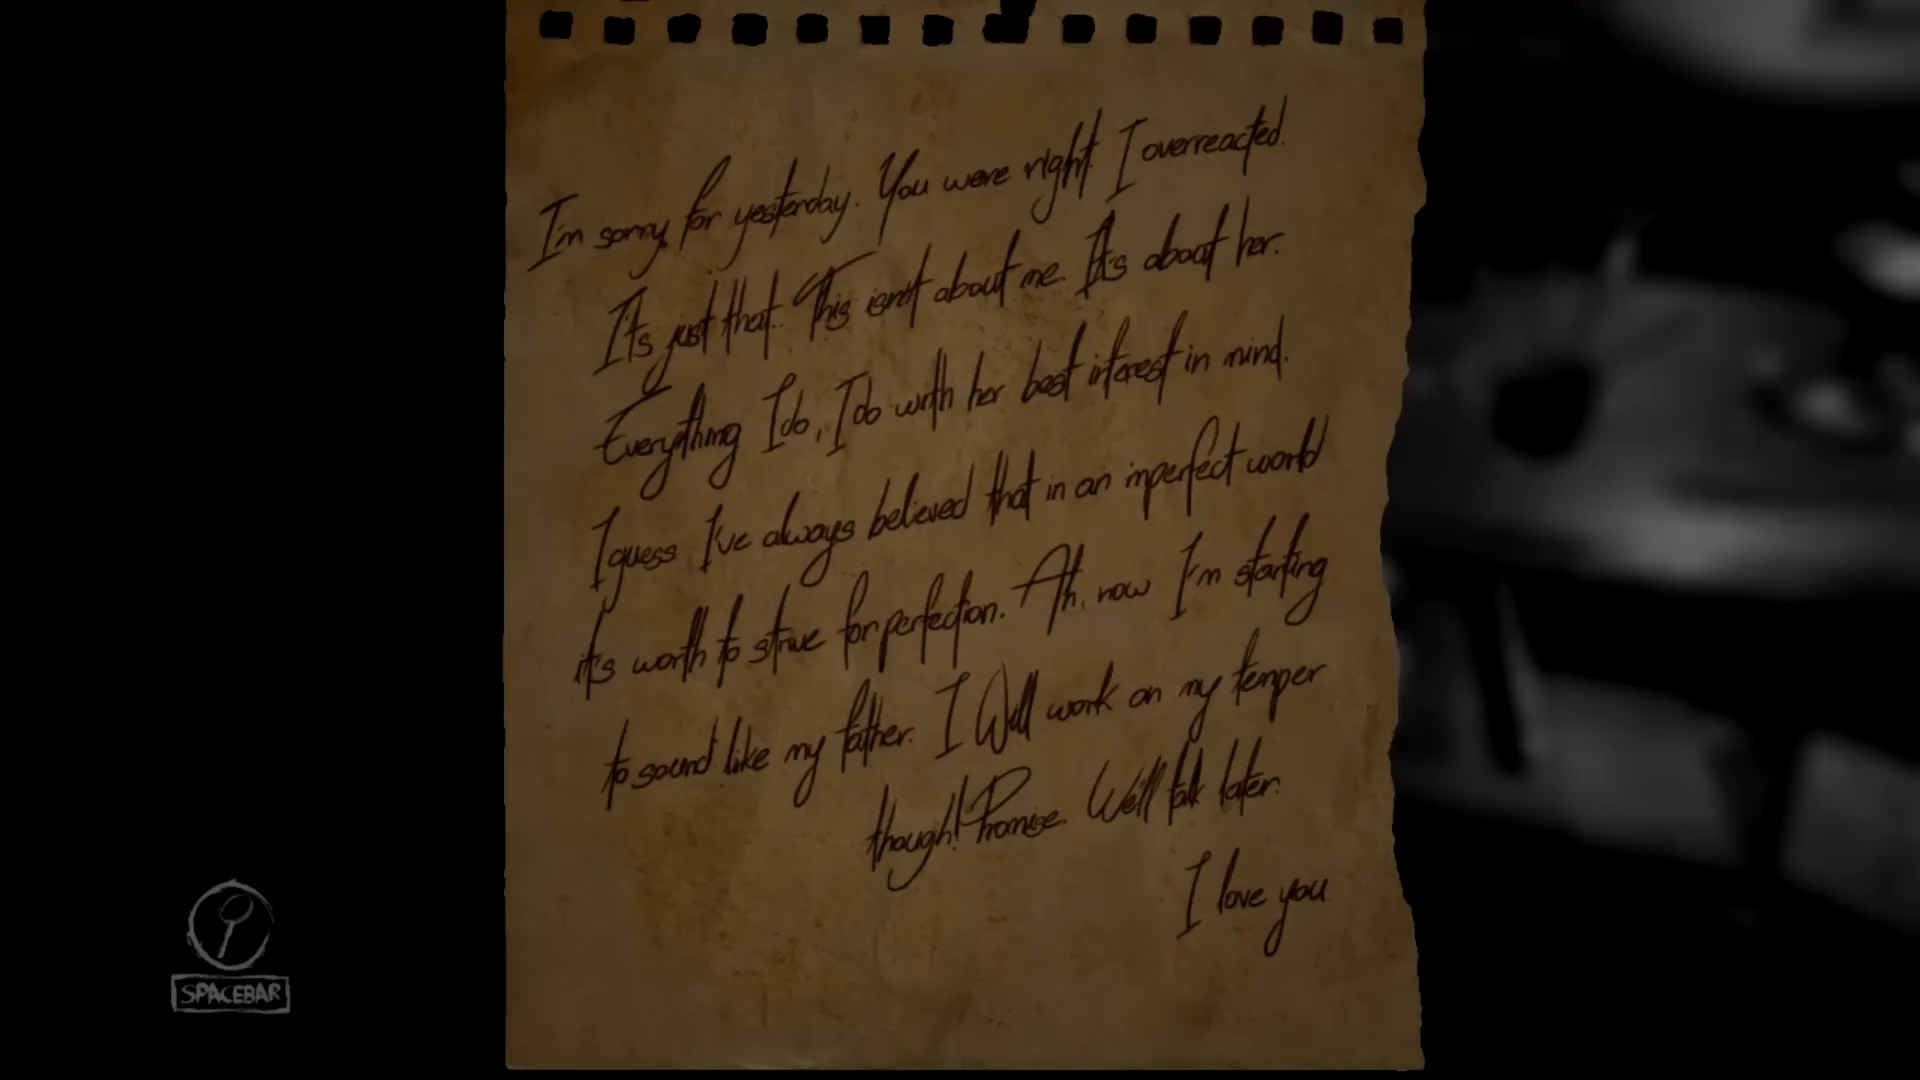 I'm sorry for yesterday. You were right. I overreacted.
It's just that.. This isn't about me. It's about her.
Everything I do, I do with her best interest in mind.
I guess I've always believed that in an imperfect world
it's worth to strive for perfection. Ah, now I'm starting
to sound like my father. I Will work on my temper
though! Promise. We'll talk later.
I love you.
SPACEBAR